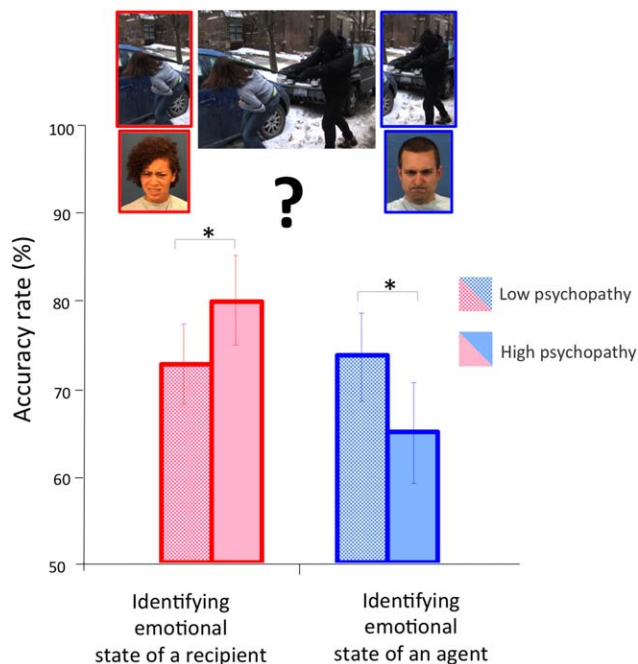 100
90
80
70
60
50
Accuracy rate (%)
?
*
*
Low psychopathy
High psychopathy
Identifying
emotional
state of a recipient
Identifying
emotional
state of an agent